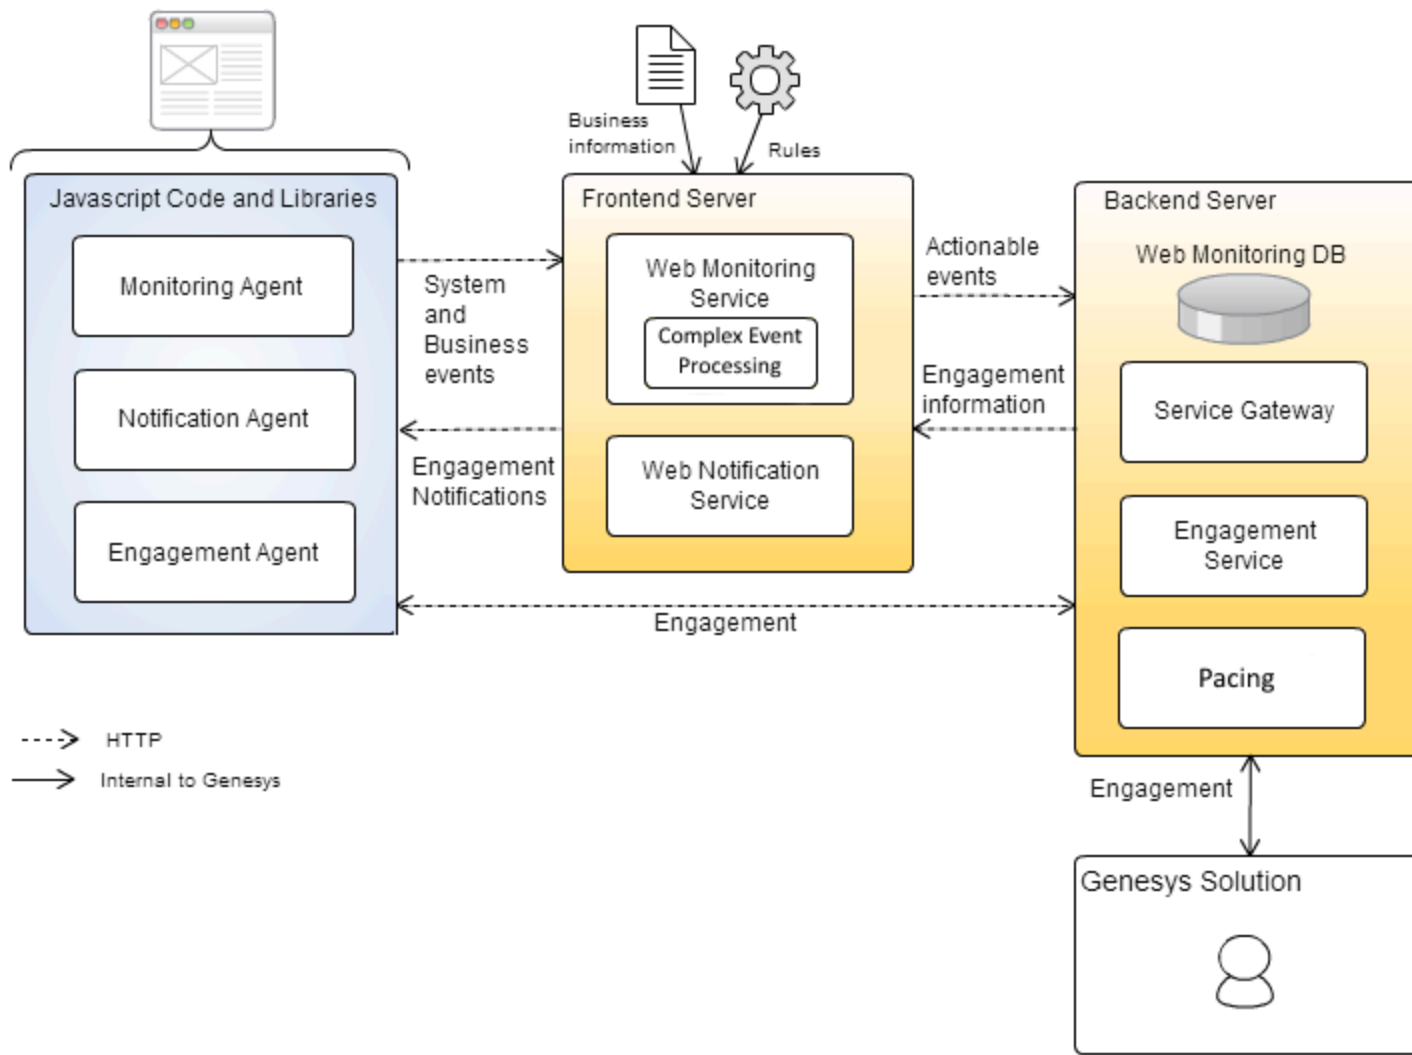 Business
information
Rules
Javascript Code and Libraries
Monitoring Agent
Notification Agent
Engagement Agent
System
and
Business
events
Engagement
Notifications
Frontend Server
Web Monitoring
Service
Complex Event
Processing
Web Notification
Service
Actionable
events
Engagement
information
Engagement
Backend Server
Web Monitoring DB
Service Gateway
Engagement
Service
Pacing
Engagement
Genesys Solution
HTTP
Internal to Genesys